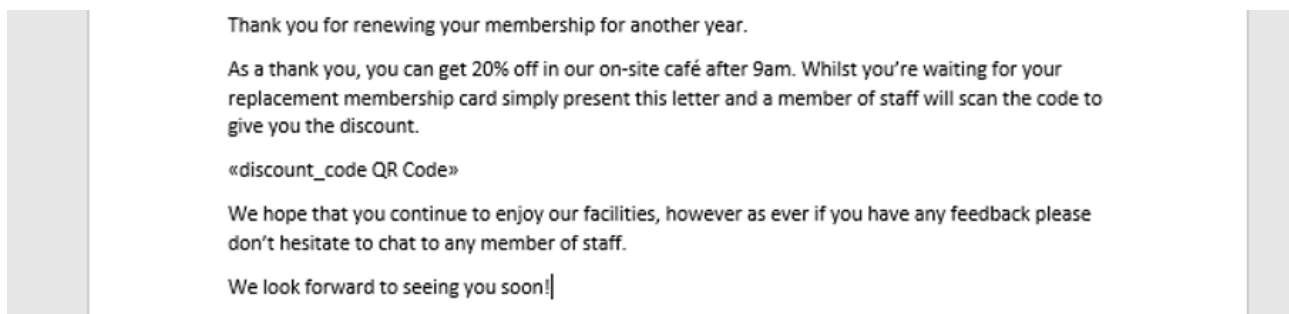 Thank you for renewing your membership for another year.
As a thank you, you can get 20% off in our on-site café after 9am. Whilst you’re waiting for your
replacement membership card simply present this letter and a member of staff will scan the code to
give you the discount.
«discount_code QR Code»
We hope that you continue to enjoy our facilities, however as ever if you have any feedback please
don’t hesitate to chat to any member of staff.
We look forward to seeing you soon!